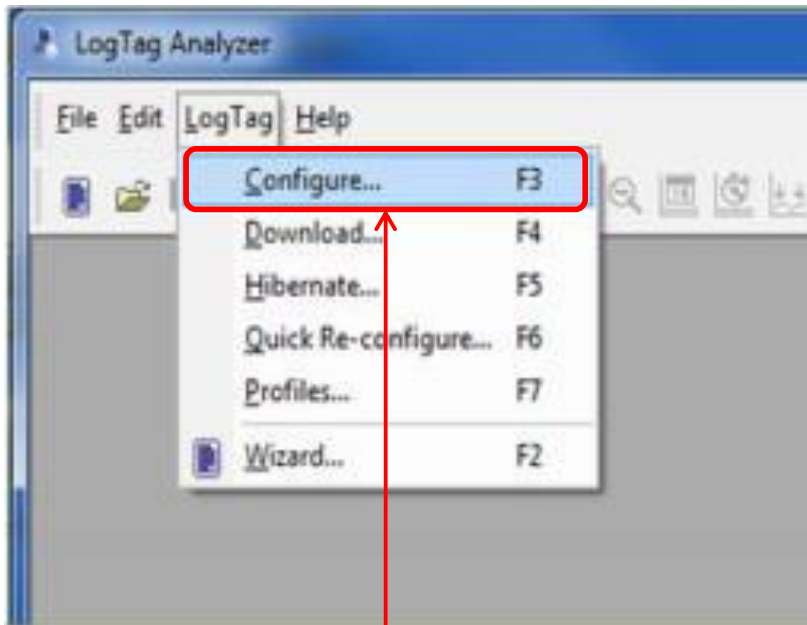 LogTag Analyzer
File Edit LogTag Help
Configure... F3
Download... F4
Hibernate... F5
Quick Re-configure... F6
Profiles... F7
Wizard... F2